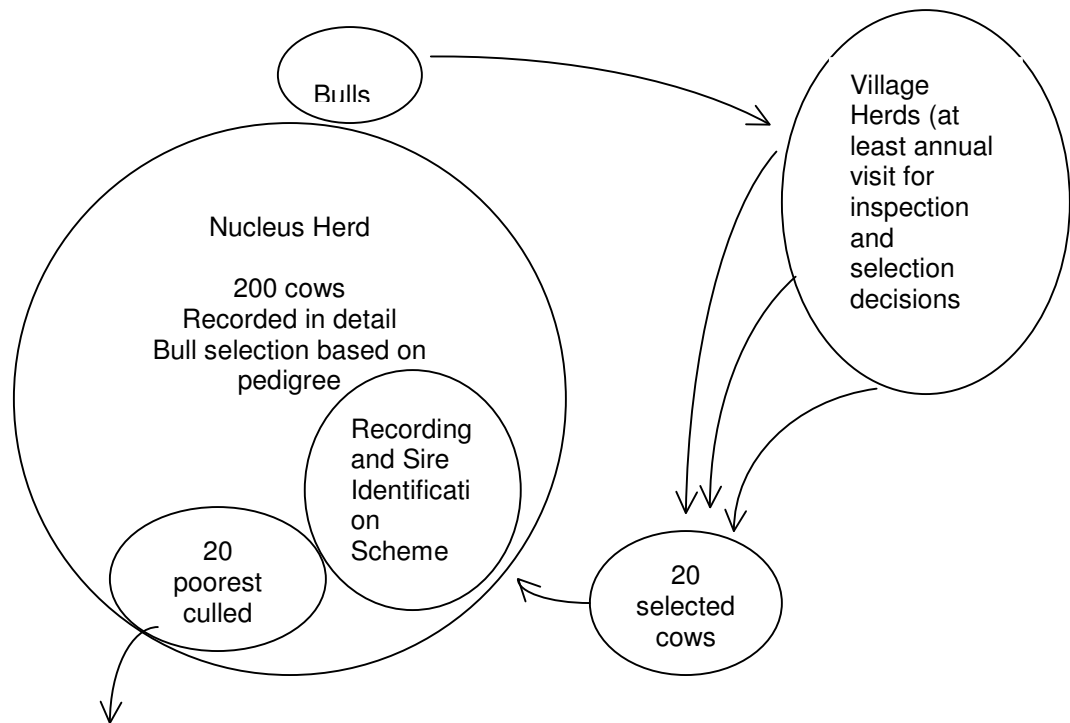 Bulls
Nucleus Herd
200 cows
Recorded in detail
Bull selection based on
pedigree
Recording
and Sire
Identificati
on
Scheme
20
poorest
culled
Village
Herds (at
least annual
visit for
inspection
and
selection
decisions
20
selected
cows